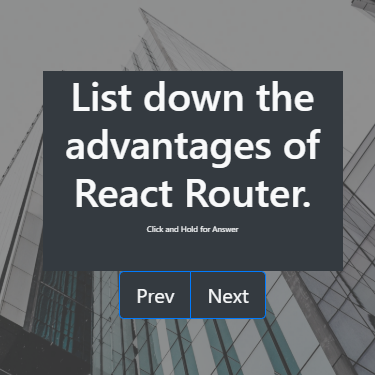 List down the
advantages of
React Router.
Click and Hold for Answer
Prev Next